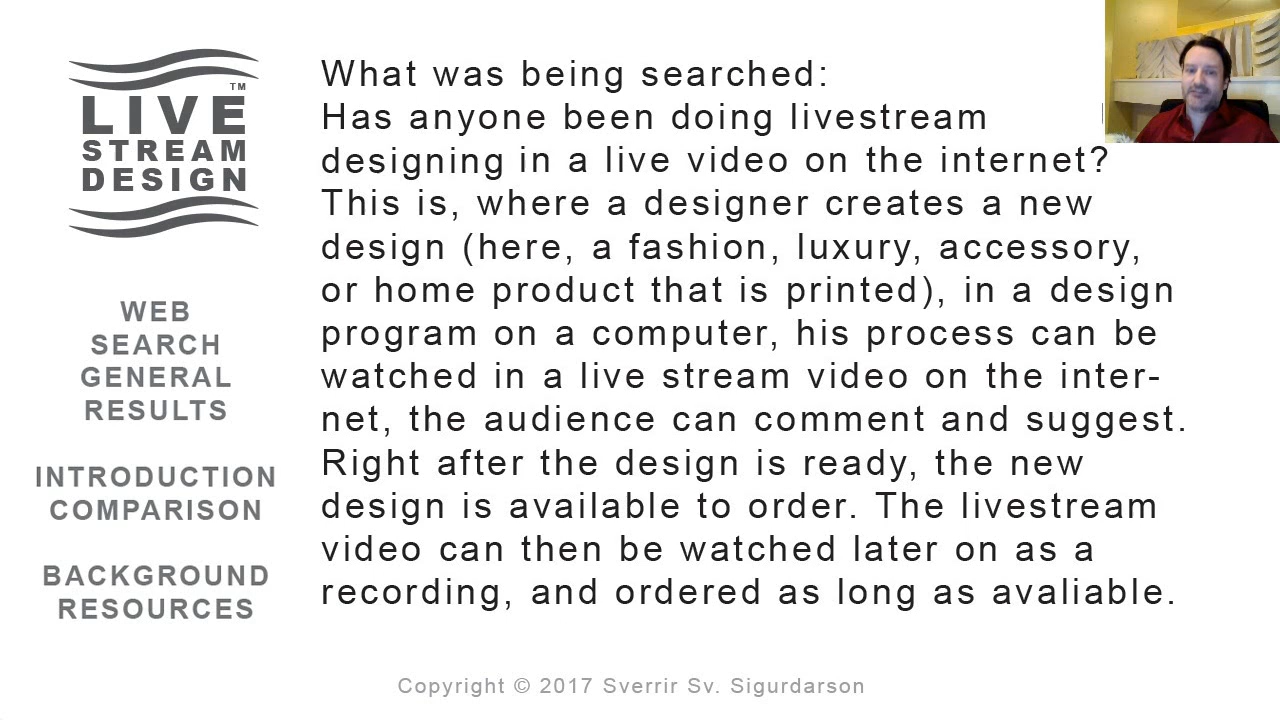 TM
LIVE
STREAM
DESIGN
WEB
SEARCH
GENERAL
RESULTS
INTRODUCTION
COMPARISON
BACKGROUND
RESOURCES
What was being searched:
Has anyone been doing livestream
designing in a live video on the internet?
This is, where a designer creates a new
design (here, a fashion, luxury, accessory,
or home product that is printed), in a design
program on a computer, his process can be
watched in a live stream video on the inter-
net, the audience can comment and suggest.
Right after the design is ready, the new
design is available to order. The livestream
video can then be watched later on as a
recording, and ordered as long as avaliable.
Copyright © 2017 Sverrir Sv. Sigurdarson